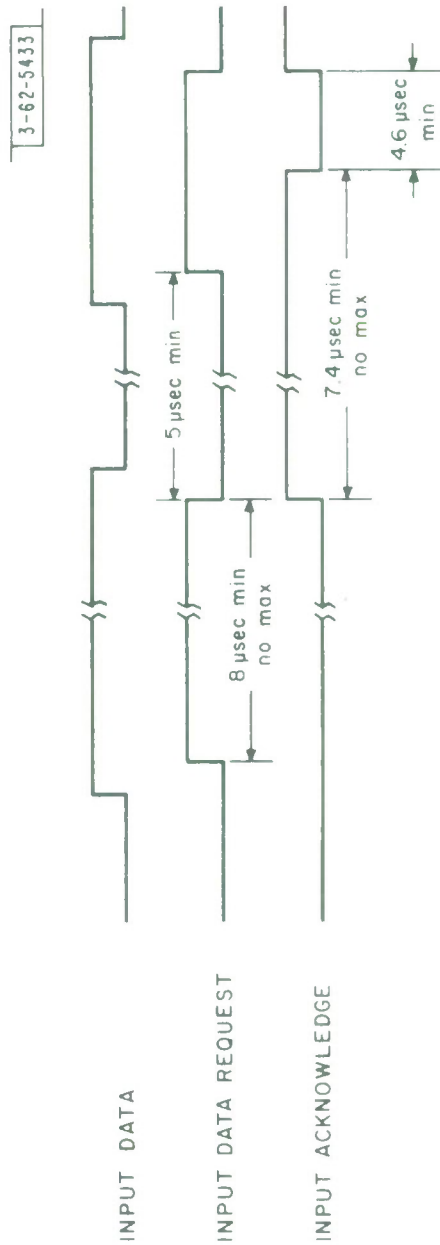 3-62-5433
INPUT DATA
INPUT DATA REQUEST
8 μsec min
no max
5 μsec min
INPUT ACKNOWLEDGE
7.4 μsec min
no max
4.6 μsec
min